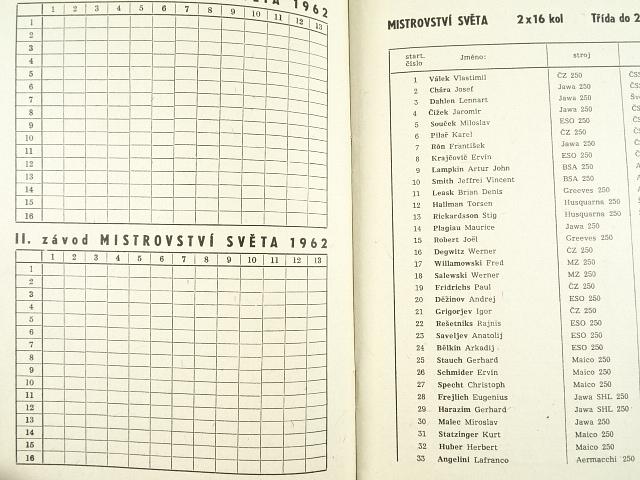 1962
1 2 3 4 5 6 7 8 9 10 11 12 13
1
2
3
4
5
6
7
8
9
10
11
12
13
14
15
16
II. závod MISTROVSTVÍ SVĚTA 1962
1 2 3 4 5 6 7 8 9 10 11 12 13
1
2
3
4
5
6
7
8
9
10
11
12
13
14
15
16
MISTROVSTVÍ SVĚTA 2x16 kol Třída do 2
start. číslo Jméno: stroj
1 Válek Vlastimil ČZ 250
2 Chára Josef Jawa 250
3 Dahlen Lennart Jawa 250
4 Čížek Jaromír Jawa 250
5 Souček Miloslav ESO 250
6 Pilař Karel ČZ 250
7 Rón František Jawa 250
8 Krajčovič Ervín ESO 250
9 Lampkin Artur John BSA 250
10 Smith Jeffrei Vincent BSA 250
11 Leask Brian Denis Greeves 250
12 Hallman Torsen Husquarna 250
13 Rickardsson Stig Husquarna 250
14 Plagiau Maurice Jawa 250
15 Robert Joël Greeves 250
16 Degwitz Werner ČZ 250
17 Willamowski Fred MZ 250
18 Salewski Werner MZ 250
19 Fridrichs Paul ČZ 250
20 Děžinov Andrej ESO 250
21 Grigorjev Igor ČZ 250
22 Rešetniks Rajnis ESO 250
23 Saveljev Anatolij ESO 250
24 Bělkin Arkadij ESO 250
25 Stauch Gerhard Maico 250
26 Schmider Ervin Maico 250
27 Specht Christoph Maico 250
28 Frejlich Eugenius Jawa SHL 250
29 Harazim Gerhard Jawa SHL 250
30 Malec Miroslav Jawa 250
31 Statzinger Kurt Maico 250
32 Huber Herbert Maico 250
33 Angelini Lafranco Aermacchi 250